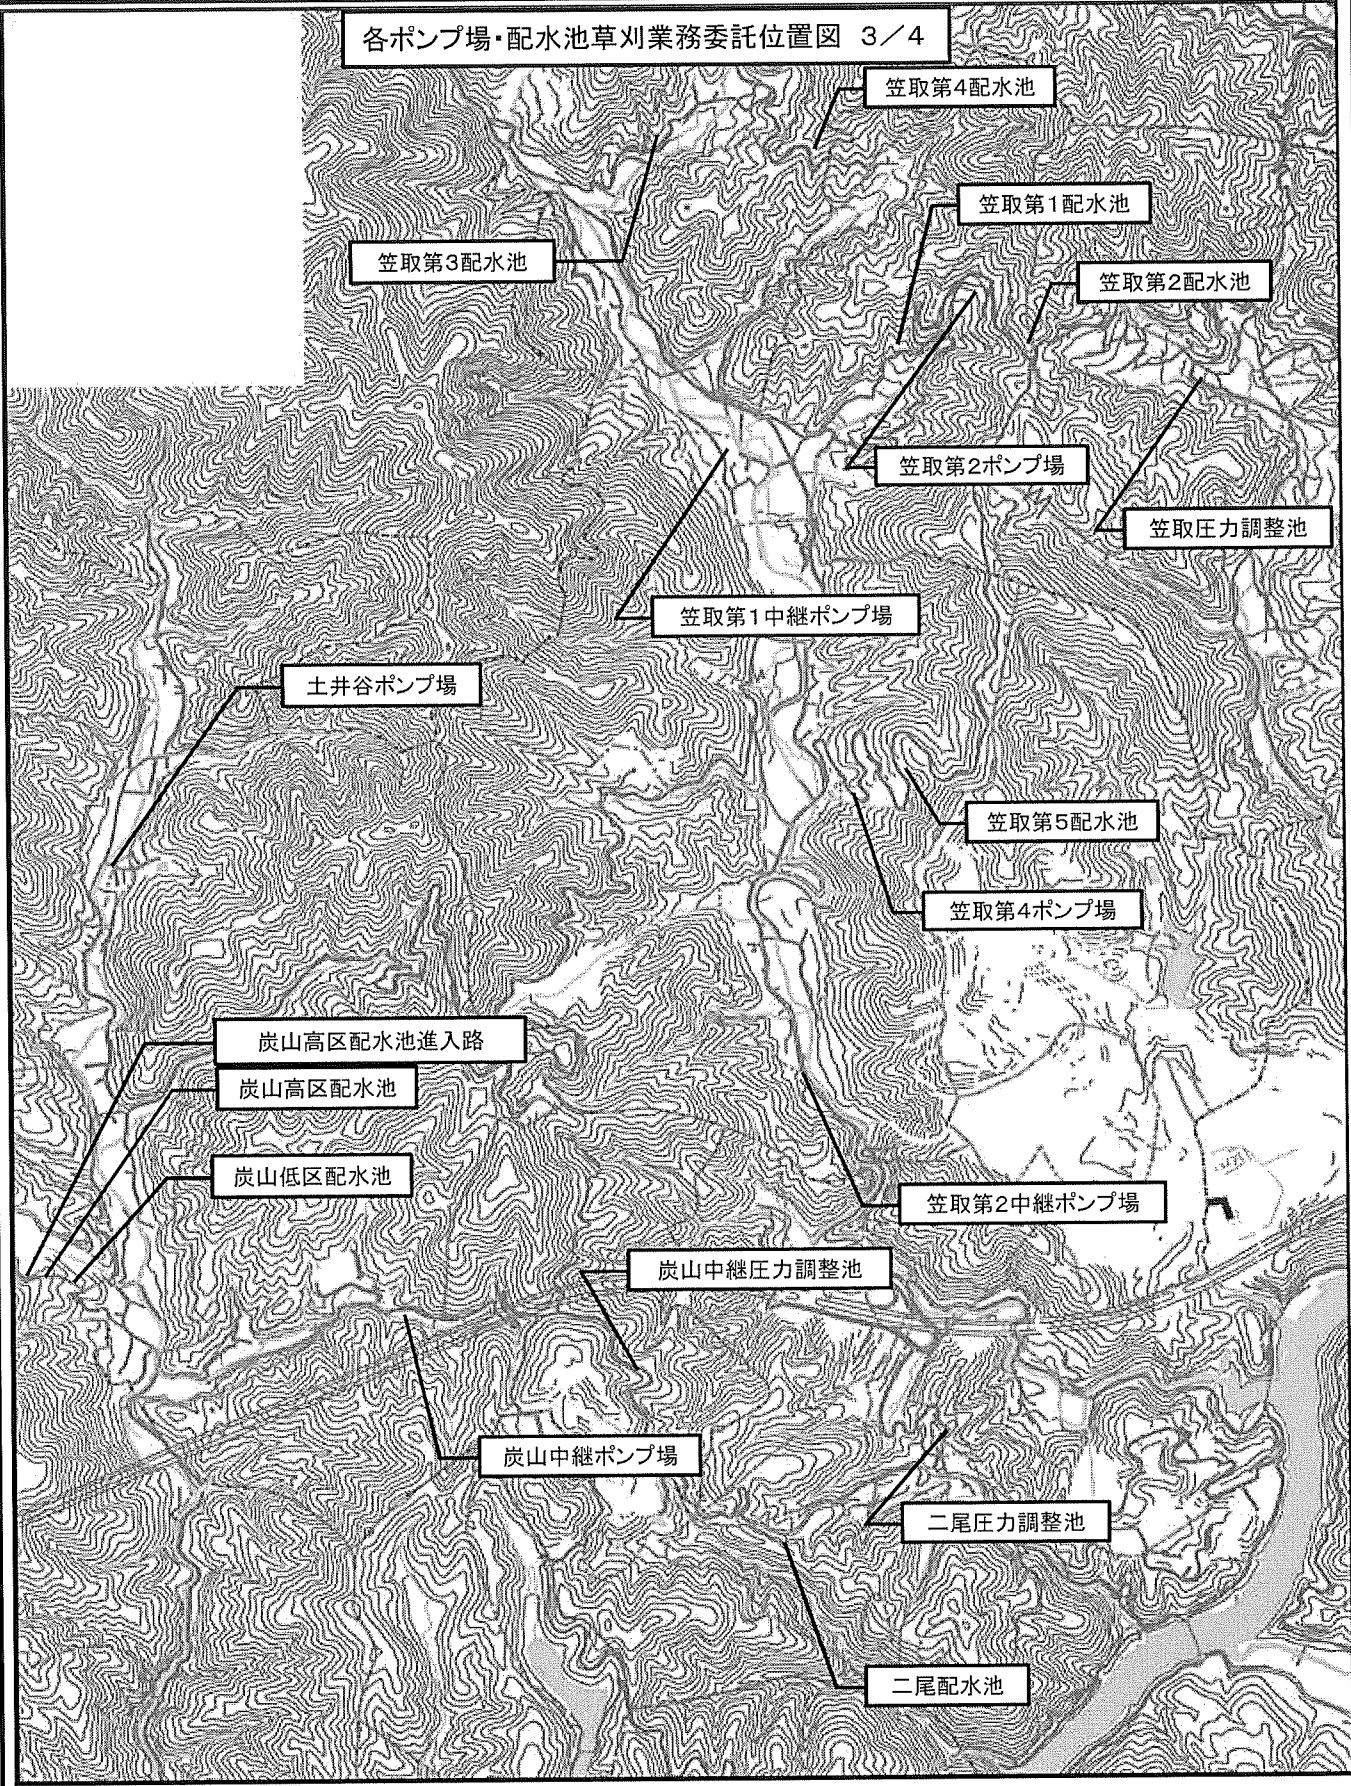 各ポンプ場・配水池草刈業務委託位置図 3／4
笠取第4配水池
笠取第1配水池
笠取第3配水池
笠取第2配水池
笠取第2ポンプ場
笠取圧力調整池
笠取第1中継ポンプ場
土井谷ポンプ場
笠取第5配水池
笠取第4ポンプ場
炭山高区配水池進入路
炭山高区配水池
炭山低区配水池
笠取第2中継ポンプ場
炭山中継圧力調整池
炭山中継ポンプ場
二尾圧力調整池
二尾配水池